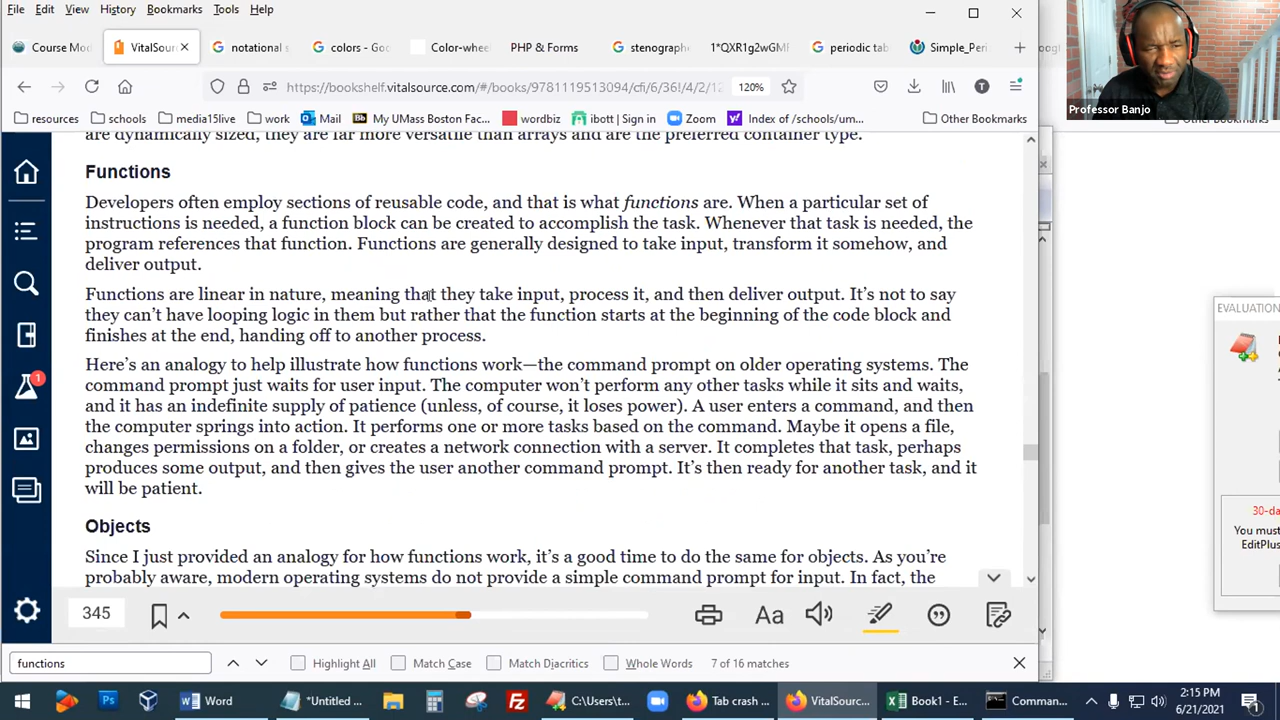 File Edit View History Bookmarks Tools Help
Course Mo VitalSource notational s colors - Goo Color-whee PHP & Forms stenograph 1*QXR1g2wGMF periodic tab Simple_Peri
https://bookshelf.vitalsource.com/#/books/9781119513094/cfi/6/36!/4/2/12 120%
Professor Banjo
resources schools media15live work Mail My UMass Fac... wordbiz ibott | Sign in Zoom Index of /schools/um... Other Bookmarks
Other Bookmarks
are dynamically sized, they are far more versatile than arrays and are the preferred container type.
Functions
Developers often employ sections of reusable code, and that is what functions are. When a particular set of
instructions is needed, a function block can be created to accomplish the task. Whenever that task is needed, the
program references that function. Functions are generally designed to take input, transform it somehow, and
deliver output.
Functions are linear in nature, meaning that they take input, process it, and then deliver output. It’s not to say
they can’t have looping logic in them but rather that the function starts at the beginning of the code block and
finishes at the end, handing off to another process.
EVALUATION
Here’s an analogy to help illustrate how functions work—the command prompt on older operating systems. The
command prompt just waits for user input. The computer won’t perform any other tasks while it sits and waits,
and it has an indefinite supply of patience (unless, of course, it loses power). A user enters a command, and then
the computer springs into action. It performs one or more tasks based on the command. Maybe it opens a file,
changes permissions on a folder, or creates a network connection with a server. It completes that task, perhaps
produces some output, and then gives the user another command prompt. It’s then ready for another task, and it
will be patient.
1
30-da
You must
EditPlus
Objects
Since I just provided an analogy for how functions work, it’s a good time to do the same for objects. As you’re
probably aware, modern operating systems do not provide a simple command prompt for input. In fact, the
345 Aa
functions Highlight All Match Case Match Diacritics Whole Words 7 of 16 matches
Word *Untitled ... C:\Users\t... Tab crash ... VitalSourc... Book1 - E... Comman...
2:15 PM
6/21/2021